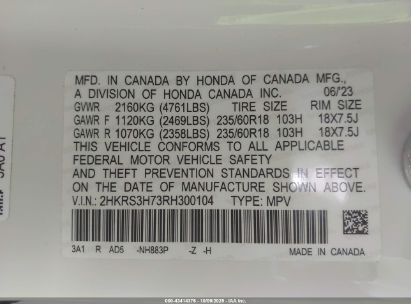 MFD. IN CANADA BY HONDA OF CANADA MFG.,
A DIVISION OF HONDA CANADA INC. 06/'23
GVWR 2160KG (4761LBS) TIRE SIZE RIM SIZE
GAWR F 1120KG (2469LBS) 235/60R18 103H 18X7.5J
GAWR R 1070KG (2358LBS) 235/60R18 103H 18X7.5J
THIS VEHICLE CONFORMS TO ALL APPLICABLE
FEDERAL MOTOR VEHICLE SAFETY
AND THEFT PREVENTION STANDARDS IN EFFECT
ON THE DATE OF MANUFACTURE SHOWN ABOVE.
V.I.N.: 2HKRS3H73RH300104 TYPE: MPV
3A1 R AD5 -NH883P -Z -H MADE IN CANADA